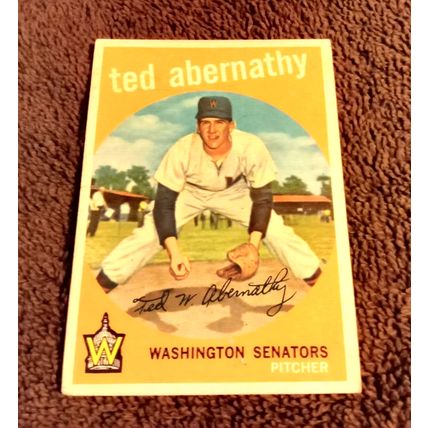 ted abernathy
W
Ted W. Abernathy
W
WASHINGTON SENATORS
PITCHER